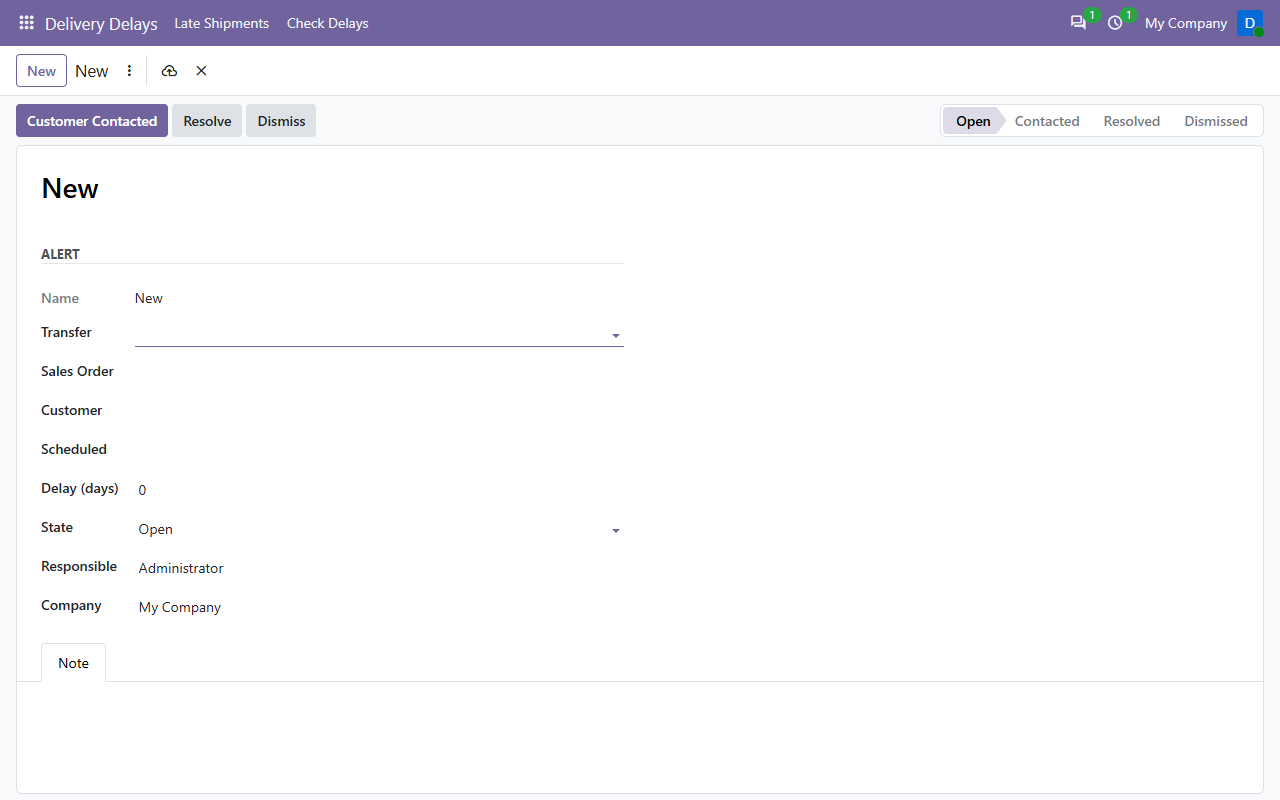 Delivery Delays Late Shipments Check Delays 1 1 My Company D
New New
Customer Contacted Resolve Dismiss Open Contacted Resolved Dismissed
New
ALERT
Name New
Transfer
Sales Order
Customer
Scheduled
Delay (days) 0
State Open
Responsible Administrator
Company My Company
Note